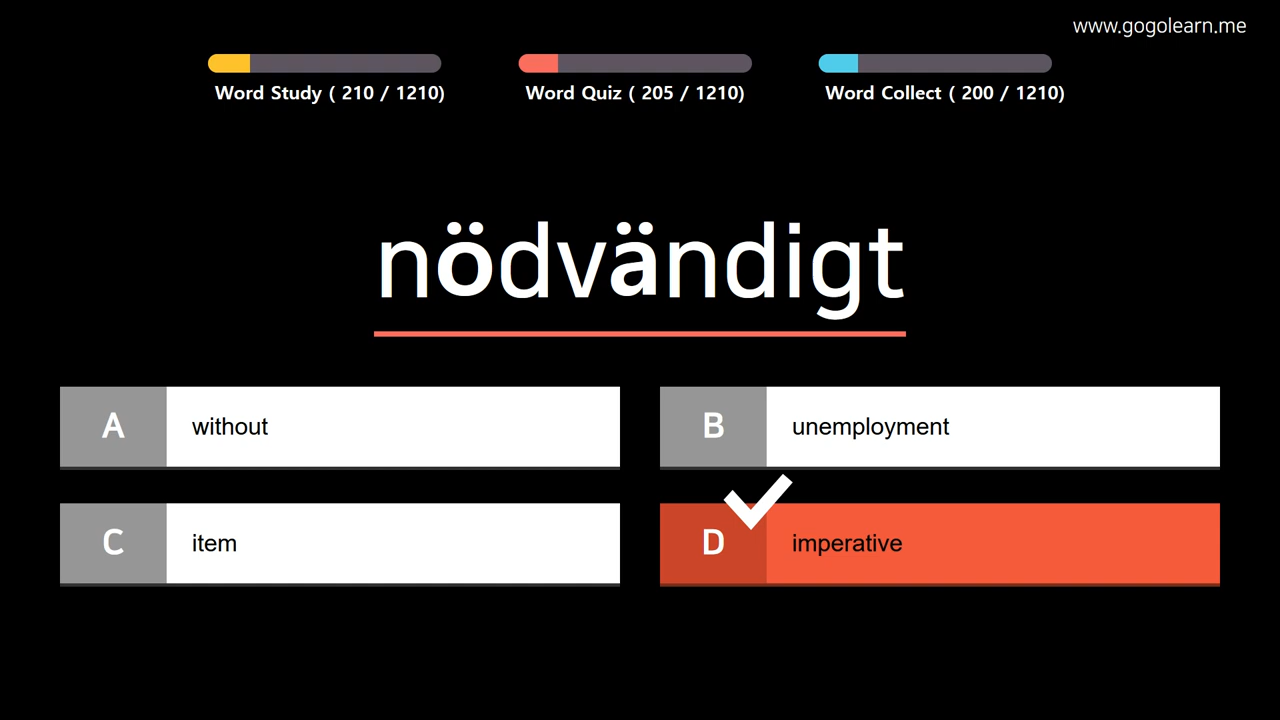 www.gogolearn.me
Word Study ( 210 / 1210)
Word Quiz ( 205 / 1210)
Word Collect ( 200 / 1210)
nödvändigt
A without
B unemployment
C item
D imperative